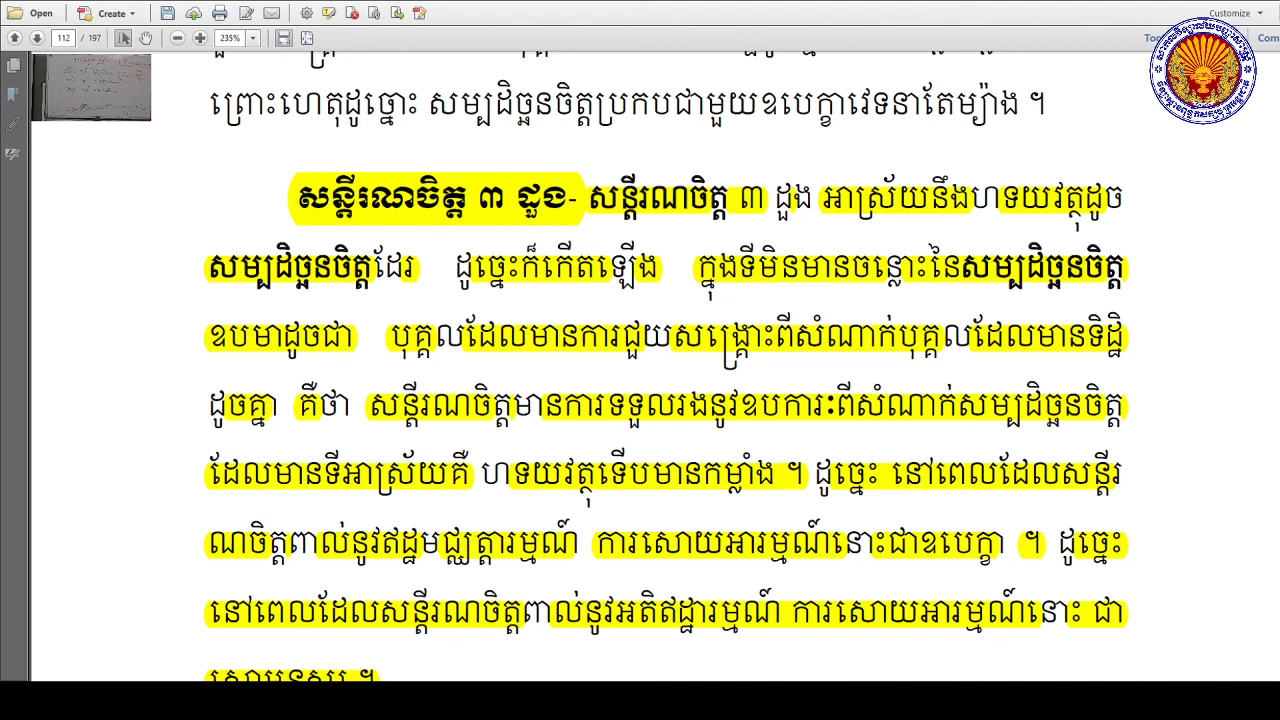 Open
Create
Customize
112 / 197
235%
ព្រោះហេតុដូច្នោះ សម្បដិច្ឆនចិត្តប្រកបជាមួយឧបេក្ខាវេទនាតែម្យ៉ាង ។
សន្តីរណចិត្ត ៣ ដួង- សន្តីរណចិត្ត ៣ ដួង អាស្រ័យនឹងហទយវត្ថុដូច
សម្បដិច្ឆនចិត្តដែរ ដូច្នេះក៏កើតឡើង ក្នុងទីមិនមានចន្លោះនៃសម្បដិច្ឆនចិត្ត
ឧបមាដូចជា បុគ្គលដែលមានការជួយសង្គ្រោះពីសំណាក់បុគ្គលដែលមានទិដ្ឋិ
ដូចគ្នា គឺថា សន្តីរណចិត្តមានការទទួលរងនូវឧបការៈពីសំណាក់សម្បដិច្ឆនចិត្ត
ដែលមានទីអាស្រ័យគឺ ហទយវត្ថុទើបមានកម្លាំង ។ ដូច្នេះ នៅពេលដែលសន្តីរ
ណចិត្តពាល់នូវឥដ្ឋមជ្ឈត្តារម្មណ៍ ការសោយអារម្មណ៍នោះជាឧបេក្ខា ។ ដូច្នេះ
នៅពេលដែលសន្តីរណចិត្តពាល់នូវអតិឥដ្ឋារម្មណ៍ ការសោយអារម្មណ៍នោះ ជា